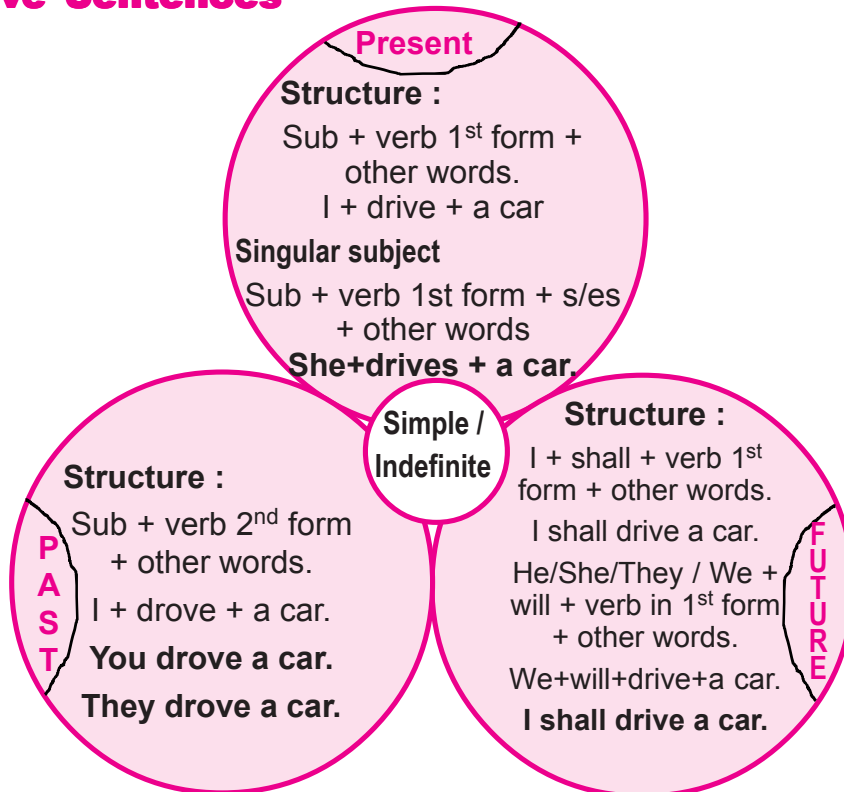 Present
Structure :
Sub + verb 1st form +
other words.
I + drive + a car
Singular subject
Sub + verb 1st form + s/es
+ other words
She+drives + a car.
Simple /
Indefinite
PAST
Structure :
Sub + verb 2nd form
+ other words.
I + drove + a car.
You drove a car.
They drove a car.
FUTURE
Structure :
I + shall + verb 1st
form + other words.
I shall drive a car.
He/She/They / We +
will + verb in 1st form
+ other words.
We+will+drive+a car.
I shall drive a car.